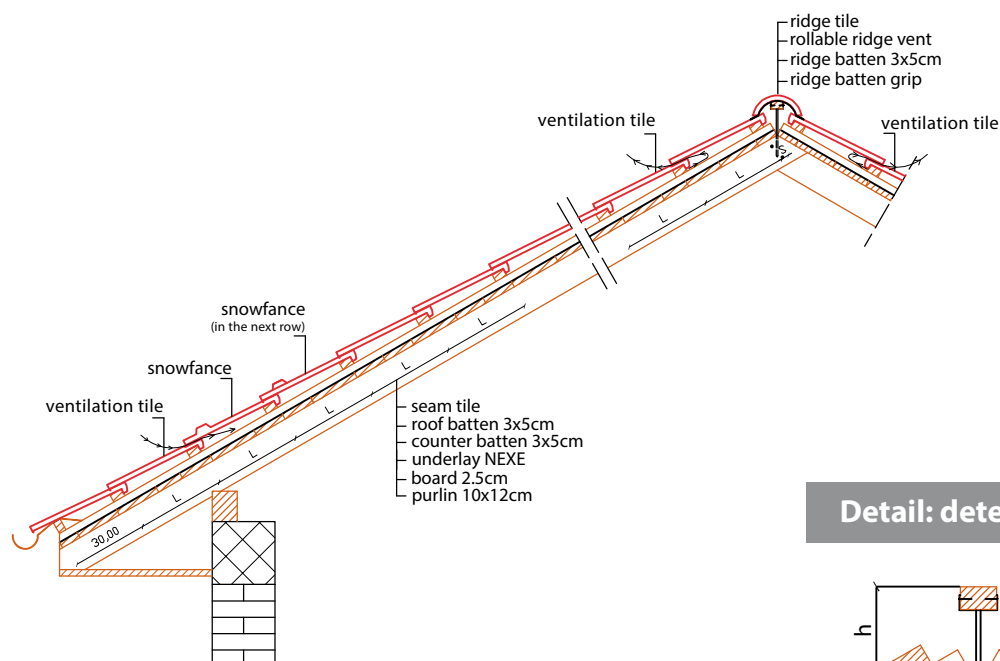 ridge tile
rollable ridge vent
ridge batten 3x5cm
ridge batten grip
ventilation tile
ventilation tile
S
L
L
snowfance
(in the next row)
L
snowfance
L
ventilation tile
L
seam tile
roof batten 3x5cm
counter batten 3x5cm
underlay NEXE
board 2.5cm
purlin 10x12cm
L
L
30,00
Detail: dete
h